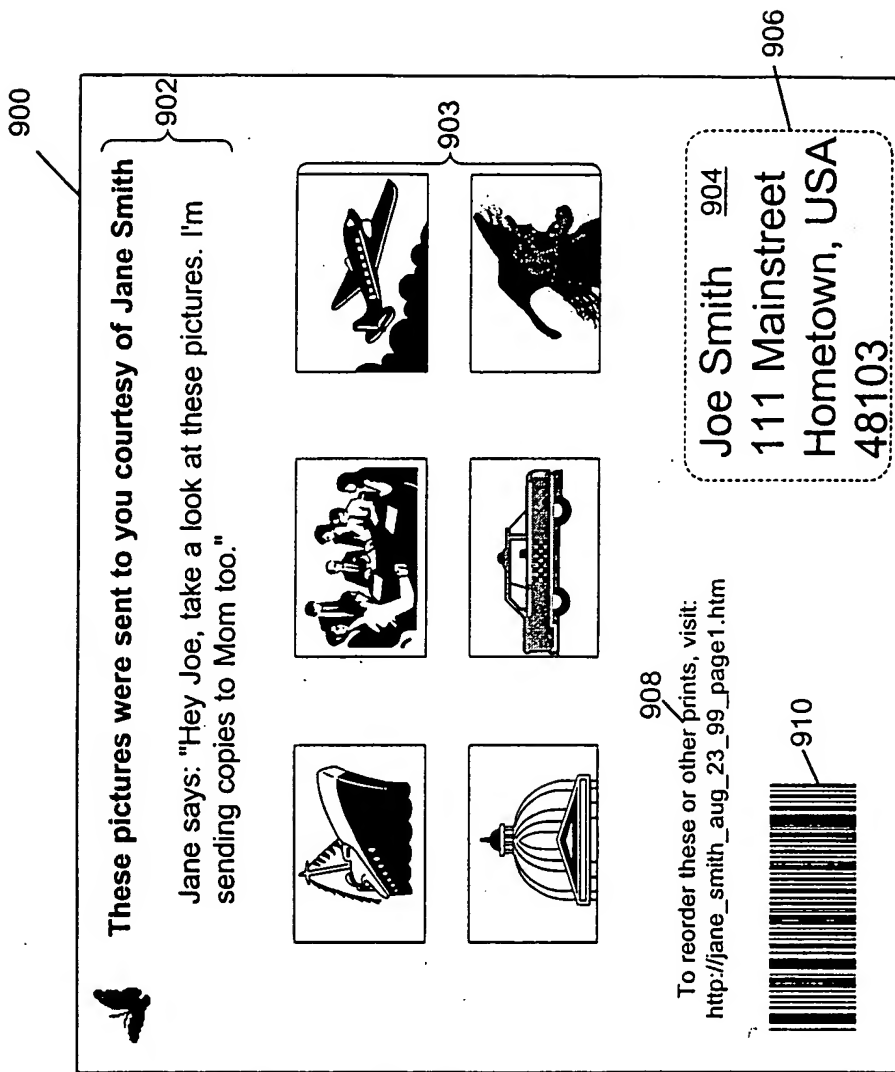 900
These pictures were sent to you courtesy of Jane Smith
902
Jane says: "Hey Joe, take a look at these pictures. I'm
sending copies to Mom too."
903
908
To reorder these or other prints, visit:
http://jane_smith_aug_23_99_page1.htm
910
Joe Smith 904
111 Mainstreet
Hometown, USA
48103
906